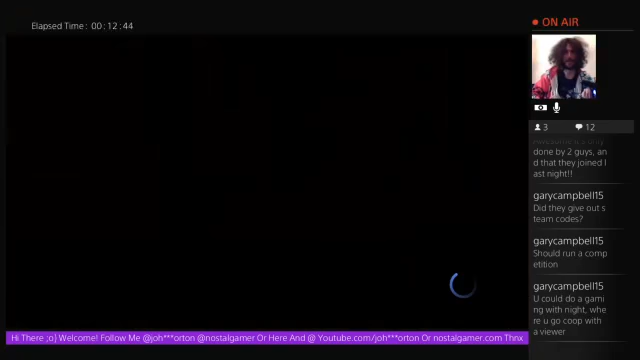 Elapsed Time: 00:12:44
ON AIR
3
12
done by 2 guys, an
d that they joined l
ast night!!
garycampbell15
Did they give out s
team codes?
garycampbell15
Should run a comp
etition
garycampbell15
U could do a gami
ng with night, whe
re u go coop with
a viewer
Hi There ;o) Welcome! Follow Me @joh***orton @nostalgamer Or Here And @ Youtube.com/joh***orton Or nostalgamer.com Thnx